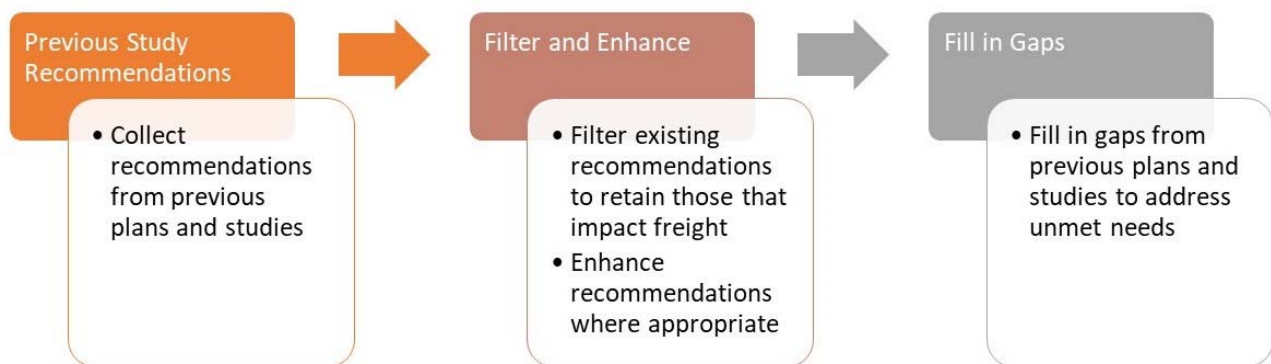 Previous Study
Recommendations
• Collect
recommendations
from previous
plans and studies
Filter and Enhance
• Filter existing
recommendations
to retain those that
impact freight
• Enhance
recommendations
where appropriate
Fill in Gaps
• Fill in gaps from
previous plans and
studies to address
unmet needs